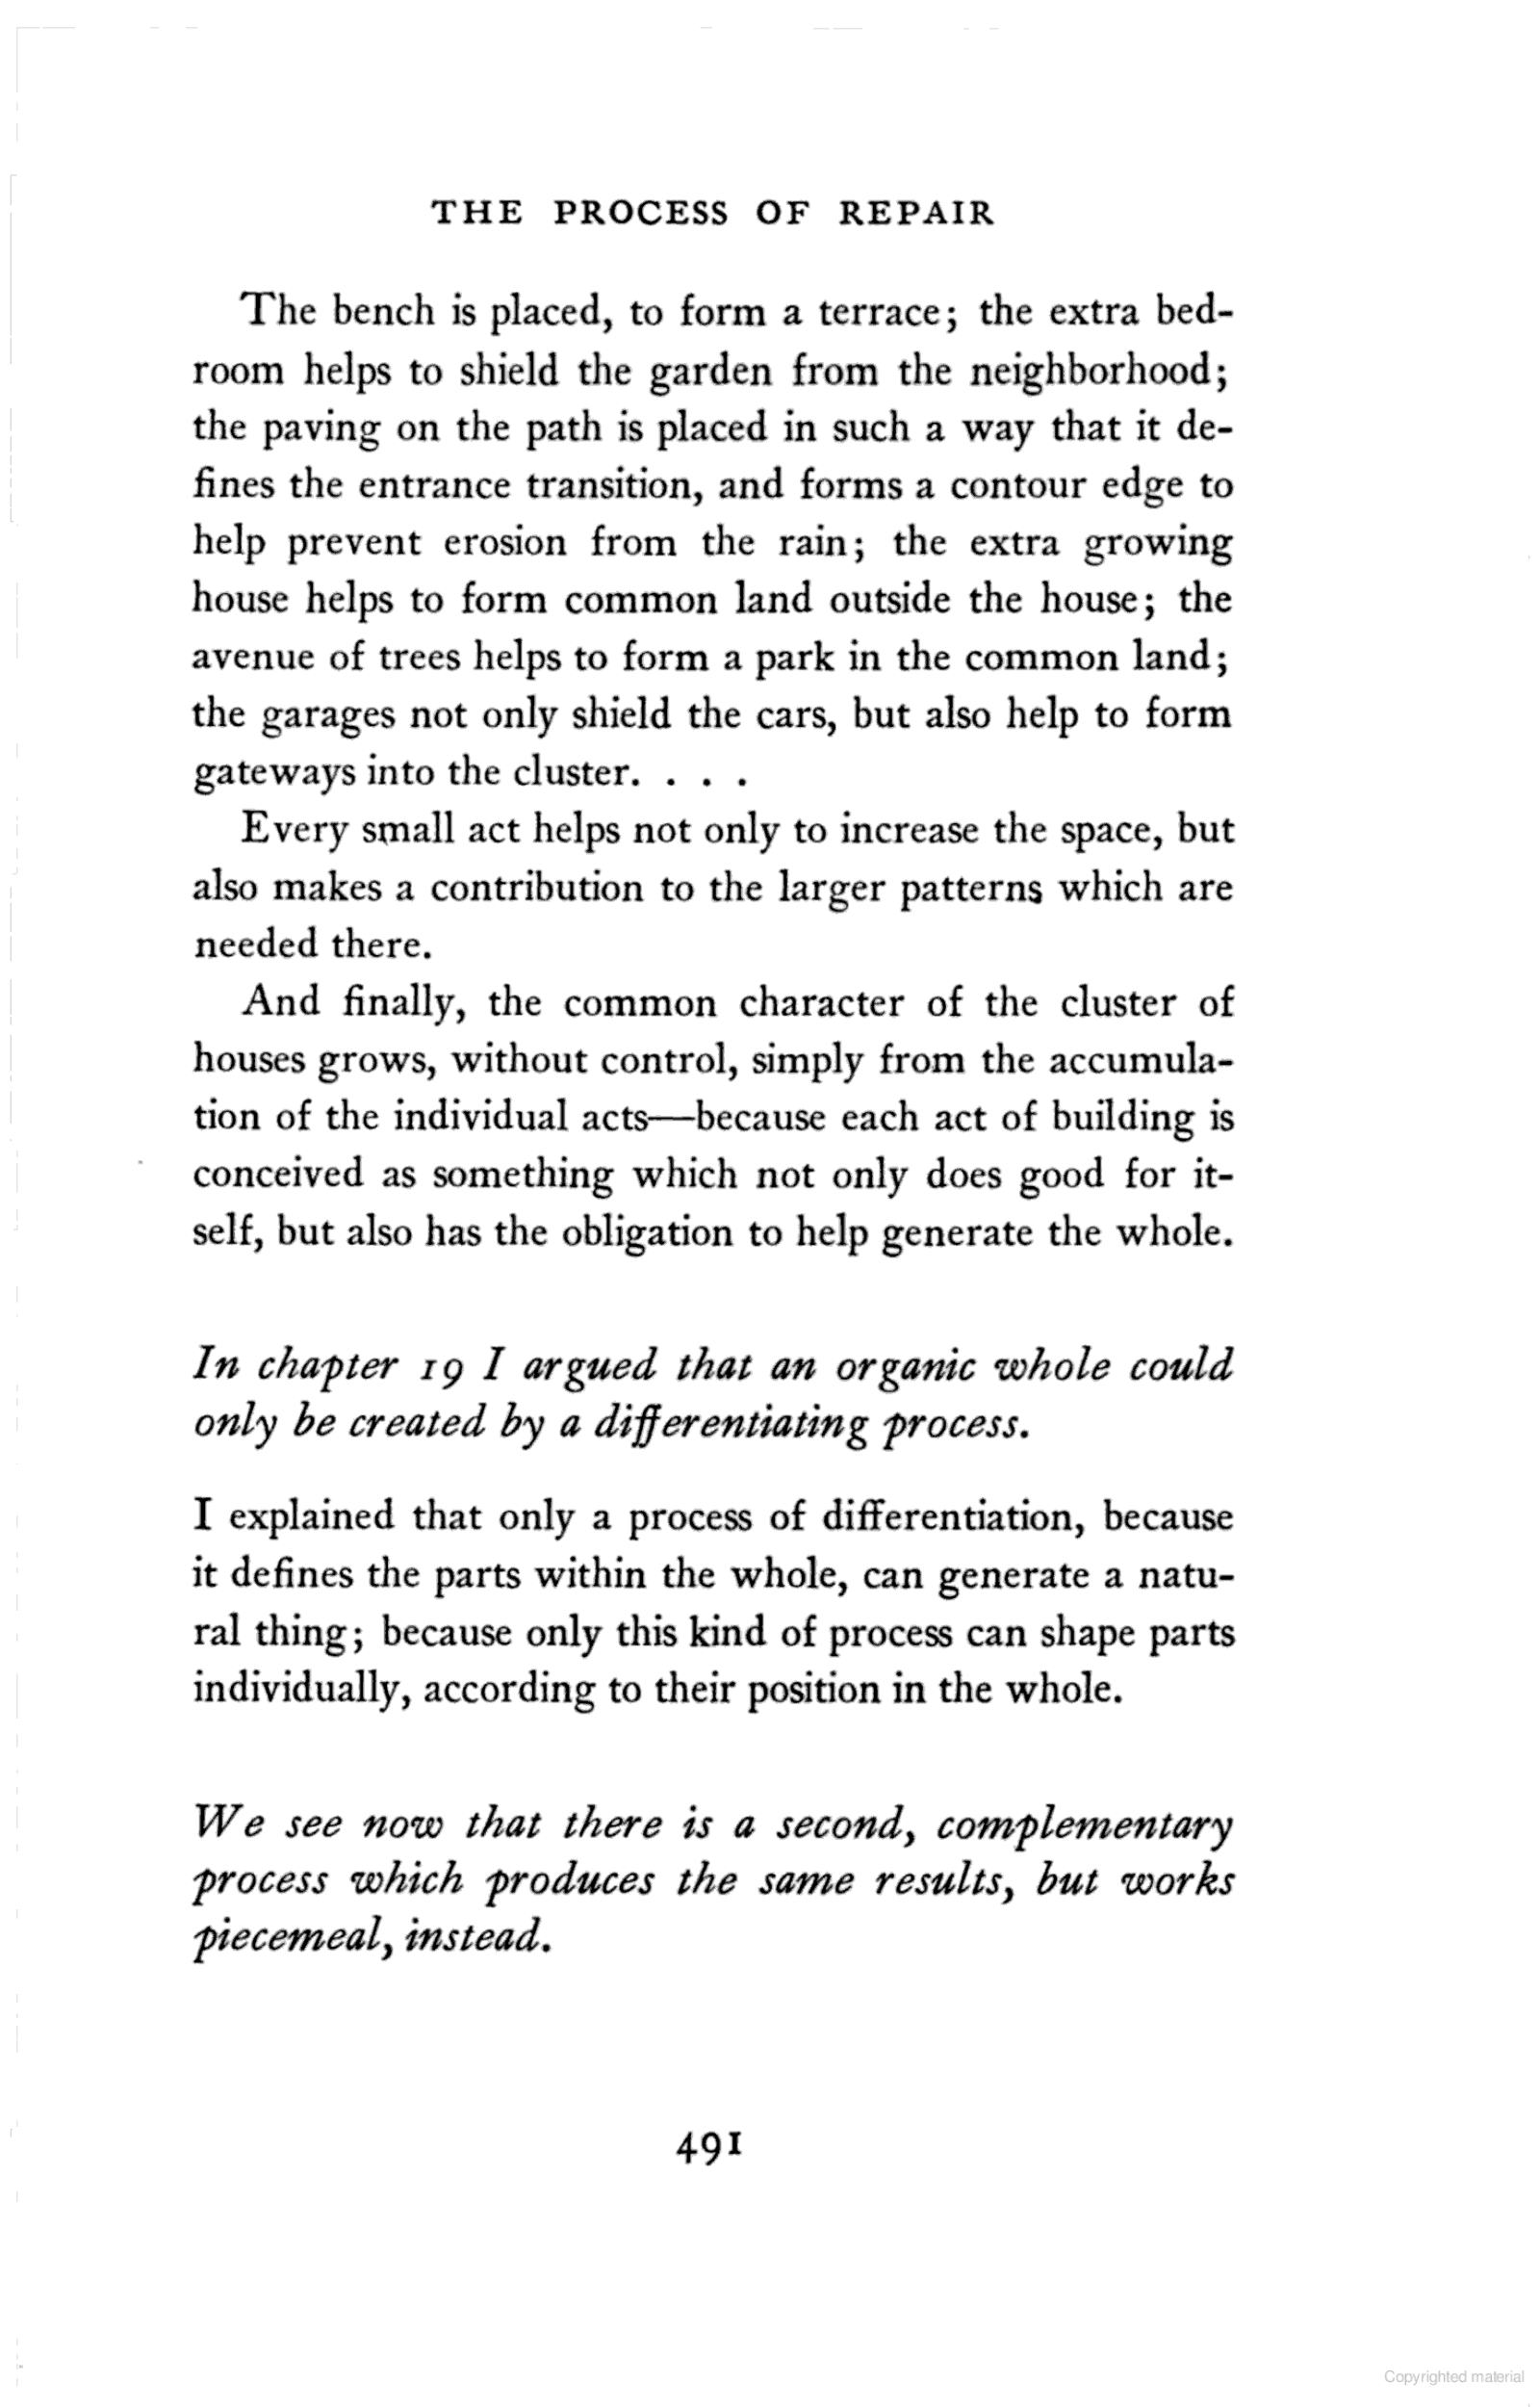 THE PROCESS OF REPAIR
The bench is placed, to form a terrace; the extra bed-
room helps to shield the garden from the neighborhood;
the paving on the path is placed in such a way that it de-
fines the entrance transition, and forms a contour edge to
help prevent erosion from the rain; the extra growing
house helps to form common land outside the house; the
avenue of trees helps to form a park in the common land;
the garages not only shield the cars, but also help to form
gateways into the cluster. . . .
Every small act helps not only to increase the space, but
also makes a contribution to the larger patterns which are
needed there.
And finally, the common character of the cluster of
houses grows, without control, simply from the accumula-
tion of the individual acts—because each act of building is
conceived as something which not only does good for it-
self, but also has the obligation to help generate the whole.
In chapter 19 I argued that an organic whole could
only be created by a differentiating process.
I explained that only a process of differentiation, because
it defines the parts within the whole, can generate a natu-
ral thing; because only this kind of process can shape parts
individually, according to their position in the whole.
We see now that there is a second, complementary
process which produces the same results, but works
piecemeal, instead.
491
Copyrighted material